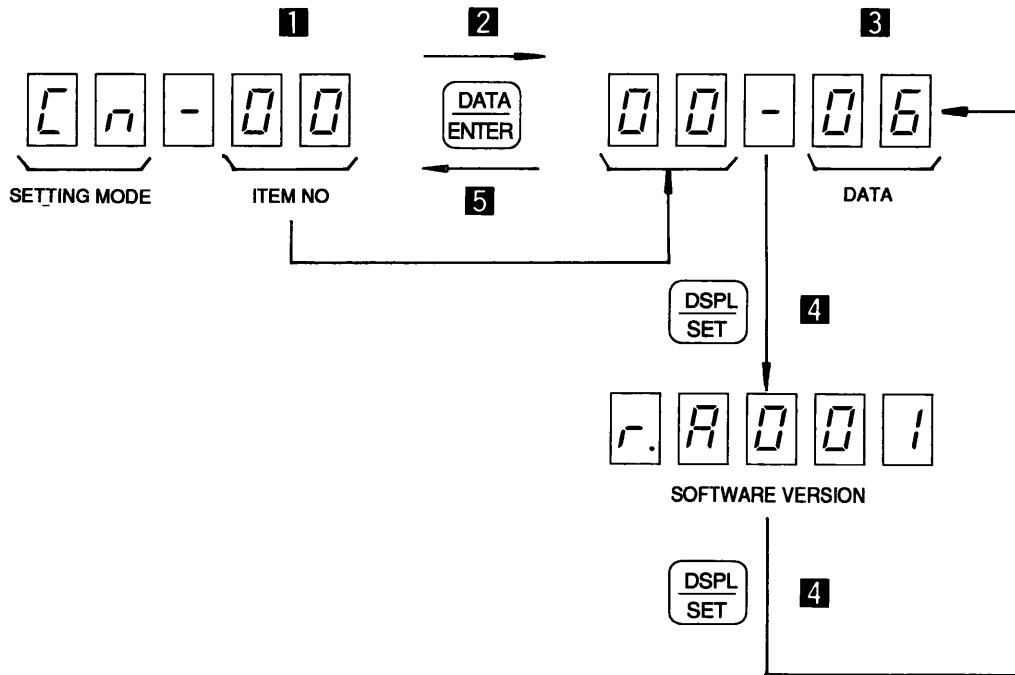 1 2 3
Cn-00
DATA
ENTER
00-06
5
SETTING MODE
ITEM NO
DATA
DSPL
SET
4
r.A001
SOFTWARE VERSION
DSPL
SET
4